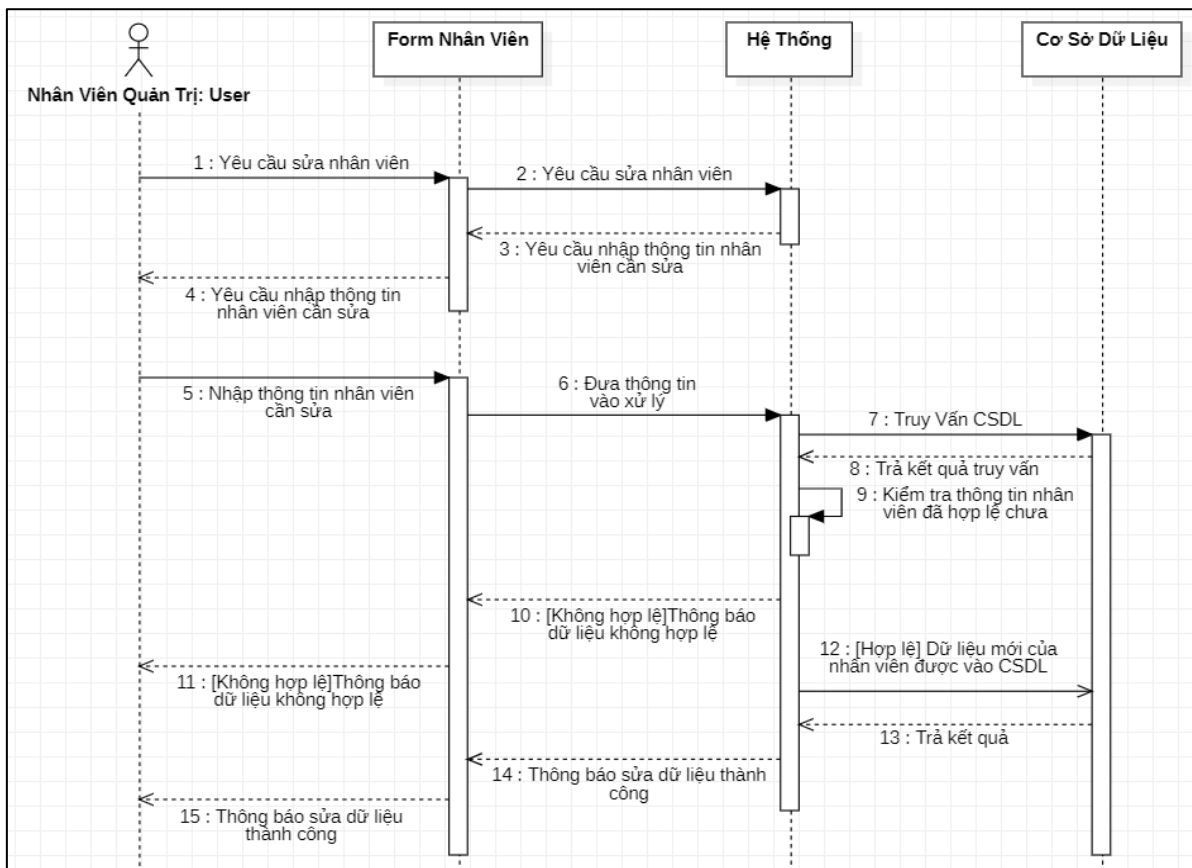 Form Nhân Viên
Hệ Thống
Cơ Sở Dữ Liệu
Nhân Viên Quản Trị: User
1 : Yêu cầu sửa nhân viên
2 : Yêu cầu sửa nhân viên
3 : Yêu cầu nhập thông tin nhân
viên cần sửa
4 : Yêu cầu nhập thông tin
nhân viên cần sửa
5 : Nhập thông tin nhân viên
cần sửa
6 : Đưa thông tin
vào xử lý
7 : Truy Vấn CSDL
8 : Trả kết quả truy vấn
9 : Kiểm tra thông tin nhân
viên đã hợp lệ chưa
10 : [Không hợp lệ]Thông báo
dữ liệu không hợp lệ
11 : [Không hợp lệ]Thông báo
dữ liệu không hợp lệ
12 : [Hợp lệ] Dữ liệu mới của
nhân viên được vào CSDL
13 : Trả kết quả
14 : Thông báo sửa dữ liệu thành
công
15 : Thông báo sửa dữ liệu
thành công